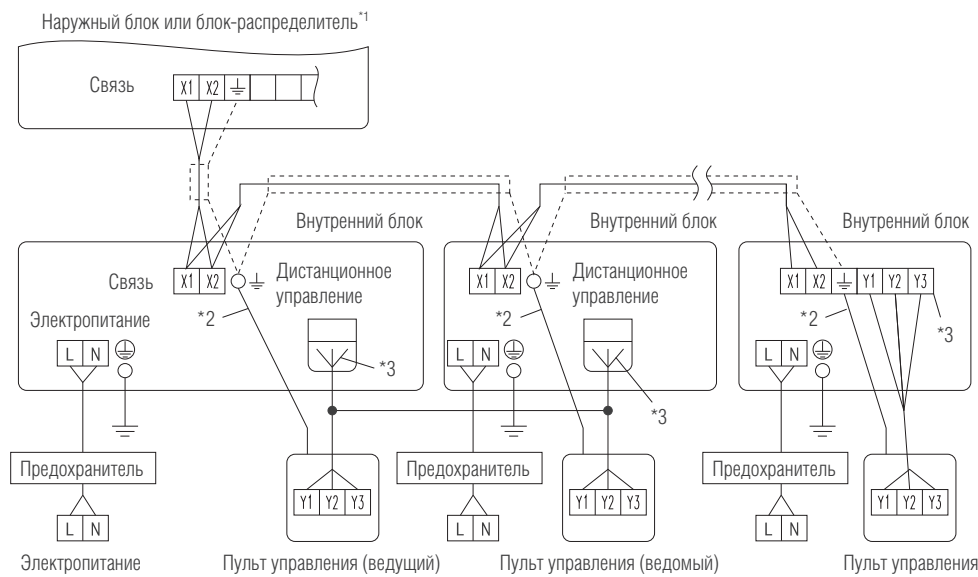 Наружный блок или блок-распределитель*1
Связь
X1 X2
Внутренний блок
Внутренний блок
Внутренний блок
Связь
X1 X2
Дистанционное
управление
X1 X2
Дистанционное
управление
X1 X2 Y1 Y2 Y3
*2
*2
*2
*3
Электропитание
L N
*3
L N
*3
L N
Предохранитель
Предохранитель
Предохранитель
Y1 Y2 Y3
Y1 Y2 Y3
Y1 Y2 Y3
L N
L N
L N
Электропитание
Пульт управления (ведущий)
Пульт управления (ведомый)
Пульт управления